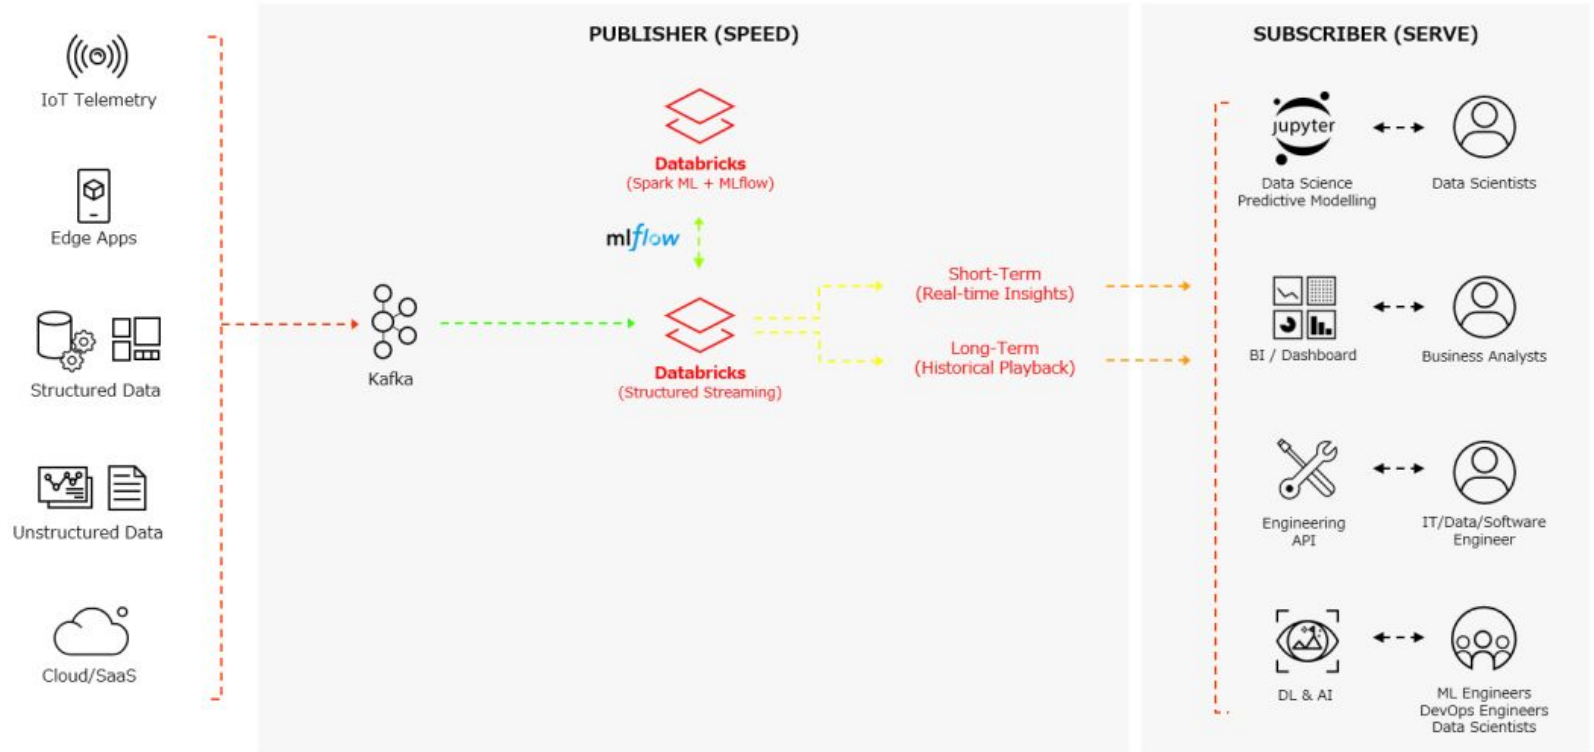 IoT Telemetry
Edge Apps
Structured Data
Unstructured Data
Cloud/SaaS
PUBLISHER (SPEED)
Databricks
(Spark ML + MLflow)
mlflow
Kafka
Databricks
(Structured Streaming)
Short-Term
(Real-time Insights)
Long-Term
(Historical Playback)
SUBSCRIBER (SERVE)
jupyter
Data Science
Predictive Modelling
Data Scientists
BI / Dashboard
Business Analysts
Engineering
API
IT/Data/Software
Engineer
DL & AI
ML Engineers
DevOps Engineers
Data Scientists